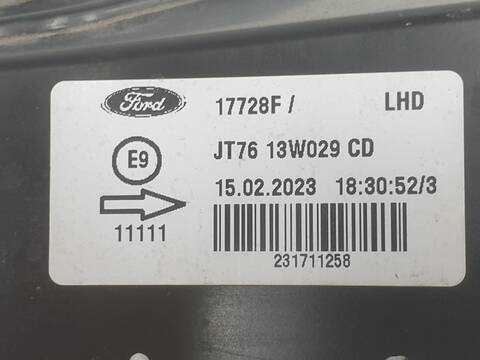 Ford 17728F / LHD
E9 JT76 13W029 CD
15.02.2023 18:30:52/3
11111
231711258